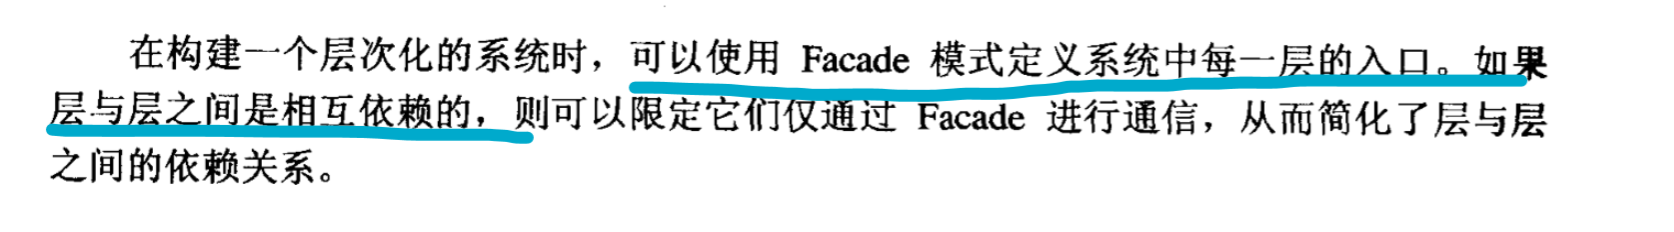 在构建一个层次化的系统时，可以使用 Facade 模式定义系统中每一层的入口。如果
层与层之间是相互依赖的，则可以限定它们仅通过 Facade 进行通信，从而简化了层与层
之间的依赖关系。